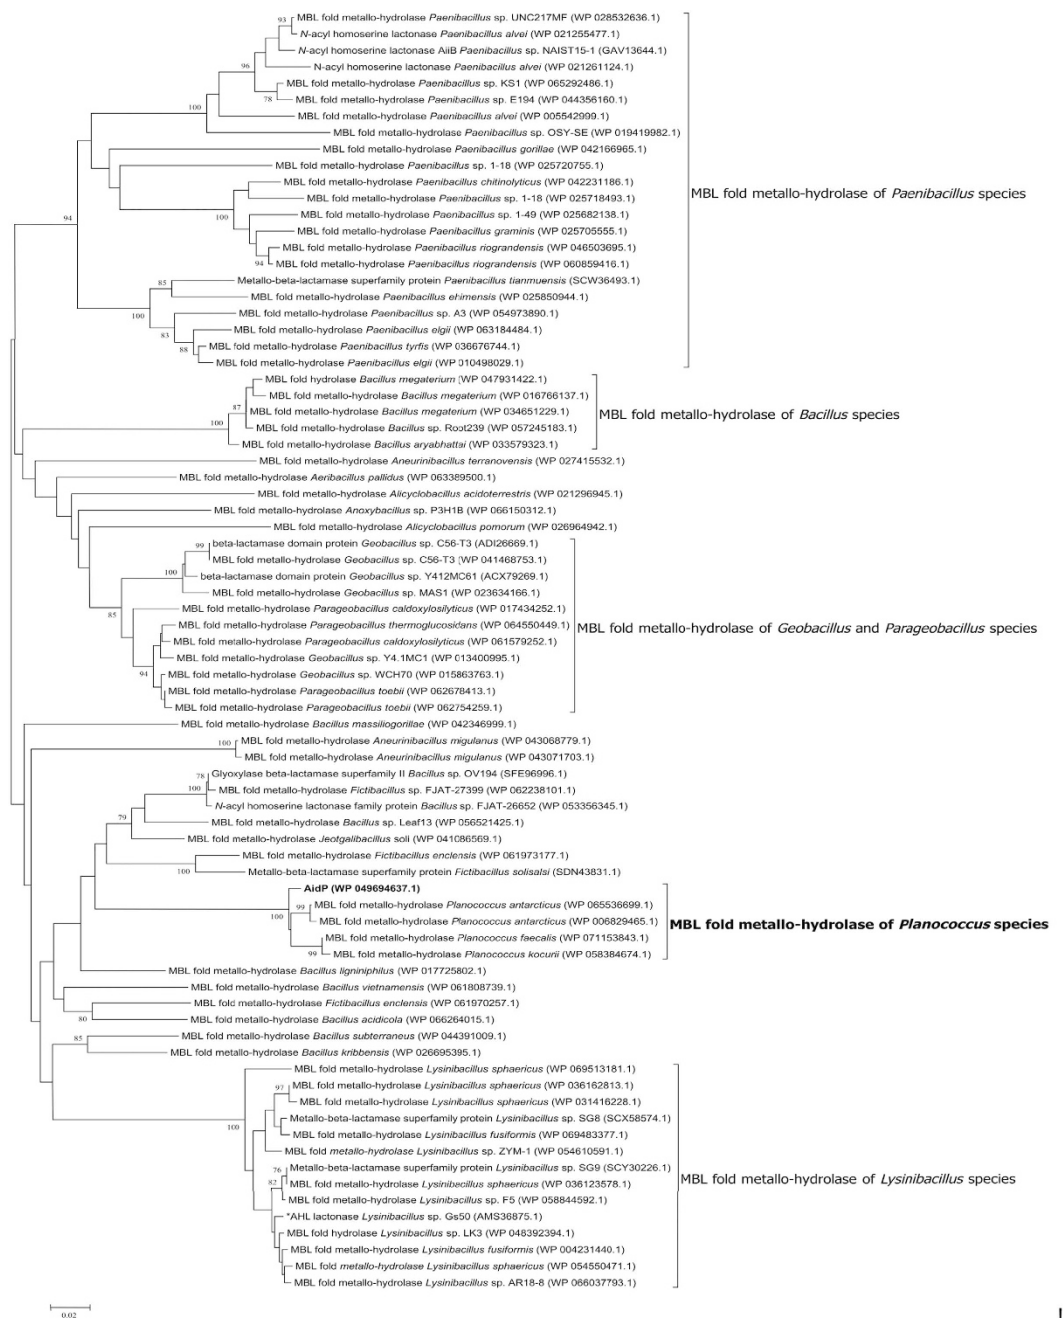 MBL fold metallo-hydrolase Paenibacillus sp. UNC217MF (WP 028532636.1)
93
N-acyl homoserine lactonase Paenibacillus alvei (WP 021255477.1)
N-acyl homoserine lactonase AiiB Paenibacillus sp. NAIST15-1 (GAV13644.1)
96
N-acyl homoserine lactonase Paenibacillus alvei (WP 021261124.1)
MBL fold metallo-hydrolase Paenibacillus sp. KS1 (WP 065292486.1)
78
MBL fold metallo-hydrolase Paenibacillus sp. E194 (WP 044356160.1)
100
MBL fold metallo-hydrolase Paenibacillus alvei (WP 005542999.1)
MBL fold metallo-hydrolase Paenibacillus sp. OSY-SE (WP 019419982.1)
MBL fold metallo-hydrolase Paenibacillus gorillae (WP 042166965.1)
MBL fold metallo-hydrolase Paenibacillus sp. 1-18 (WP 025720755.1)
MBL fold metallo-hydrolase Paenibacillus chitinolyticus (WP 042231186.1)
MBL fold metallo-hydrolase of Paenibacillus species
MBL fold metallo-hydrolase Paenibacillus sp. 1-18 (WP 025718493.1)
94
100
MBL fold metallo-hydrolase Paenibacillus sp. 1-49 (WP 025682138.1)
MBL fold metallo-hydrolase Paenibacillus graminis (WP 025705555.1)
MBL fold metallo-hydrolase Paenibacillus riograndensis (WP 046503695.1)
94
MBL fold metallo-hydrolase Paenibacillus riograndensis (WP 060859416.1)
85
Metallo-beta-lactamase superfamily protein Paenibacillus tianmuensis (SCW36493.1)
MBL fold metallo-hydrolase Paenibacillus ehimensis (WP 025850944.1)
MBL fold metallo-hydrolase Paenibacillus sp. A3 (WP 054973890.1)
83
MBL fold metallo-hydrolase Paenibacillus elgii (WP 063184484.1)
88
MBL fold metallo-hydrolase Paenibacillus tyrfis (WP 036676744.1)
MBL fold metallo-hydrolase Paenibacillus elgii (WP 010498029.1)
MBL fold hydrolase Bacillus megaterium (WP 047931422.1)
MBL fold metallo-hydrolase Bacillus megaterium (WP 016766137.1)
87
MBL fold metallo-hydrolase Bacillus megaterium (WP 034651229.1)
MBL fold metallo-hydrolase of Bacillus species
MBL fold metallo-hydrolase Bacillus sp. Root239 (WP 057245183.1)
100
MBL fold metallo-hydrolase Bacillus aryabhattai (WP 033579323.1)
MBL fold metallo-hydrolase Aneurinibacillus terranovensis (WP 027415532.1)
MBL fold metallo-hydrolase Aeribacillus pallidus (WP 063389500.1)
MBL fold metallo-hydrolase Alicyclobacillus acidoterrestris (WP 021296945.1)
MBL fold metallo-hydrolase Anoxybacillus sp. P3H1B (WP 066150312.1)
MBL fold metallo-hydrolase Alicyclobacillus pomorum (WP 026964942.1)
99
beta-lactamase domain protein Geobacillus sp. C56-T3 (ADI26669.1)
MBL fold metallo-hydrolase Geobacillus sp. C56-T3 (WP 041468753.1)
100
beta-lactamase domain protein Geobacillus sp. Y412MC61 (ACX79269.1)
MBL fold metallo-hydrolase Geobacillus sp. MAS1 (WP 023634166.1)
85
MBL fold metallo-hydrolase Parageobacillus caldoxylosilyticus (WP 017434252.1)
MBL fold metallo-hydrolase Parageobacillus thermoglucosidans (WP 064550449.1)
MBL fold metallo-hydrolase of Geobacillus and Parageobacillus species
MBL fold metallo-hydrolase Parageobacillus caldoxylosilyticus (WP 061579252.1)
MBL fold metallo-hydrolase Geobacillus sp. Y4.1MC1 (WP 013400995.1)
94
MBL fold metallo-hydrolase Geobacillus sp. WCH70 (WP 015863763.1)
MBL fold metallo-hydrolase Parageobacillus toebii (WP 062678413.1)
MBL fold metallo-hydrolase Parageobacillus toebii (WP 062754259.1)
MBL fold metallo-hydrolase Bacillus massiliogorillae (WP 042346999.1)
100
MBL fold metallo-hydrolase Aneurinibacillus migulanus (WP 043068779.1)
MBL fold metallo-hydrolase Aneurinibacillus migulanus (WP 043071703.1)
78
Glyoxylase beta-lactamase superfamily II Bacillus sp. OV194 (SFE96996.1)
100
MBL fold metallo-hydrolase Fictibacillus sp. FJAT-27399 (WP 062238101.1)
N-acyl homoserine lactonase family protein Bacillus sp. FJAT-26652 (WP 053356345.1)
79
MBL fold metallo-hydrolase Bacillus sp. Leaf13 (WP 056521425.1)
MBL fold metallo-hydrolase Jeotgalibacillus soli (WP 041086569.1)
MBL fold metallo-hydrolase Fictibacillus enclensis (WP 061973177.1)
100
Metallo-beta-lactamase superfamily protein Fictibacillus solisalsi (SDN43831.1)
AidP (WP 049694637.1)
99
MBL fold metallo-hydrolase Planococcus antarcticus (WP 065536699.1)
100
MBL fold metallo-hydrolase Planococcus antarcticus (WP 006829465.1)
MBL fold metallo-hydrolase of Planococcus species
MBL fold metallo-hydrolase Planococcus faecalis (WP 071153843.1)
99
MBL fold metallo-hydrolase Planococcus kocurii (WP 058384674.1)
MBL fold metallo-hydrolase Bacillus ligniniphilus (WP 017725802.1)
MBL fold metallo-hydrolase Bacillus vietnamensis (WP 061808739.1)
MBL fold metallo-hydrolase Fictibacillus enclensis (WP 061970257.1)
80
MBL fold metallo-hydrolase Bacillus acidicola (WP 066264015.1)
85
MBL fold metallo-hydrolase Bacillus subterraneus (WP 044391009.1)
MBL fold metallo-hydrolase Bacillus kribbensis (WP 026695395.1)
MBL fold metallo-hydrolase Lysinibacillus sphaericus (WP 069513181.1)
97
MBL fold metallo-hydrolase Lysinibacillus sphaericus (WP 036162813.1)
MBL fold metallo-hydrolase Lysinibacillus sphaericus (WP 031416228.1)
100
Metallo-beta-lactamase superfamily protein Lysinibacillus sp. SG8 (SCX58574.1)
MBL fold metallo-hydrolase Lysinibacillus fusiformis (WP 069483377.1)
MBL fold metallo-hydrolase Lysinibacillus sp. ZYM-1 (WP 054610591.1)
76
Metallo-beta-lactamase superfamily protein Lysinibacillus sp. SG9 (SCY30226.1)
MBL fold metallo-hydrolase of Lysinibacillus species
82
MBL fold metallo-hydrolase Lysinibacillus sphaericus (WP 036123578.1)
MBL fold metallo-hydrolase Lysinibacillus sp. F5 (WP 058844592.1)
*AHL lactonase Lysinibacillus sp. Gs50 (AMS36875.1)
MBL fold hydrolase Lysinibacillus sp. LK3 (WP 048392394.1)
MBL fold metallo-hydrolase Lysinibacillus fusiformis (WP 004231440.1)
MBL fold metallo-hydrolase Lysinibacillus sphaericus (WP 054550471.1)
MBL fold metallo-hydrolase Lysinibacillus sp. AR18-8 (WP 066037793.1)
0.02